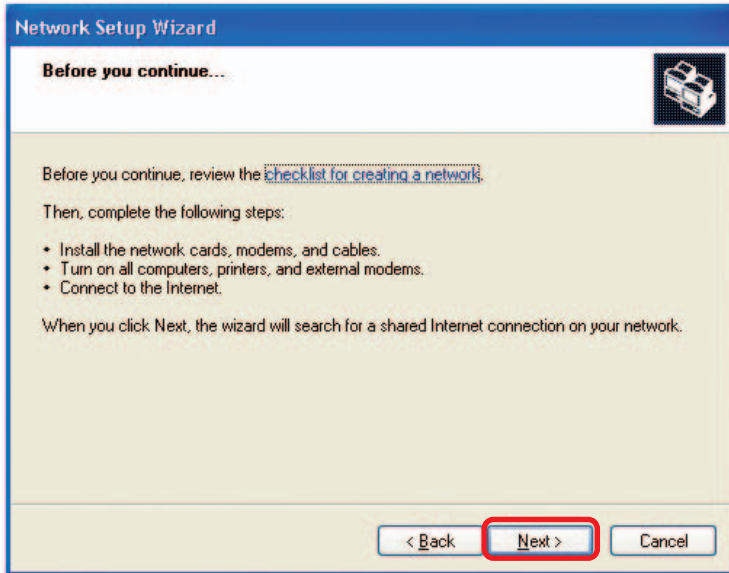 Network Setup Wizard
Before you continue...
Before you continue, review the checklist for creating a network.
Then, complete the following steps:
• Install the network cards, modems, and cables.
• Turn on all computers, printers, and external modems.
• Connect to the Internet.
When you click Next, the wizard will search for a shared Internet connection on your network.
< Back Next > Cancel